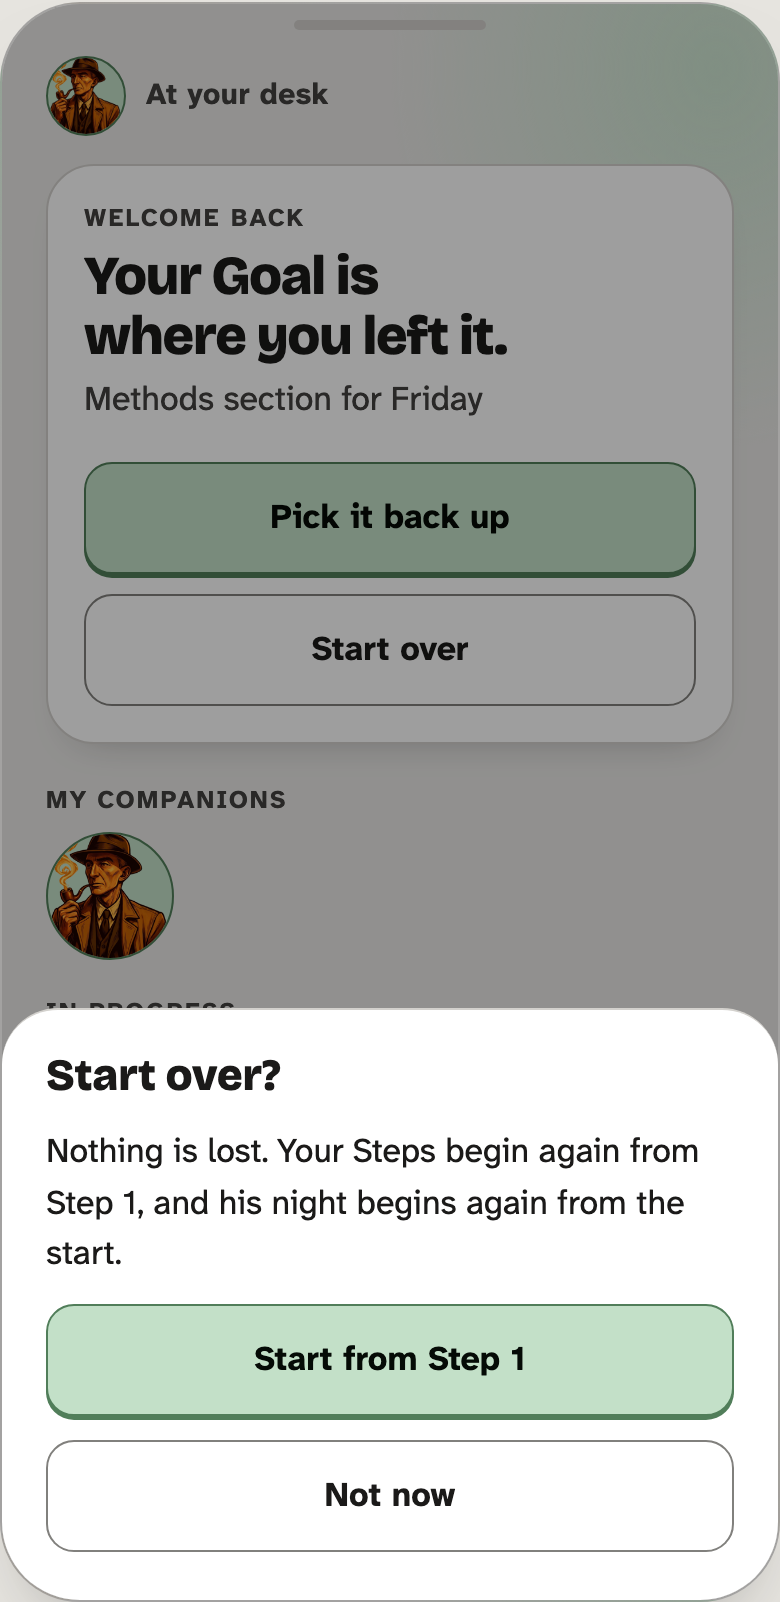 At your desk
WELCOME BACK
Your Goal is
where you left it.
Methods section for Friday
Pick it back up
Start over
MY COMPANIONS
IN PROGRESS
Start over?
Nothing is lost. Your Steps begin again from
Step 1, and his night begins again from the
start.
Start from Step 1
Not now